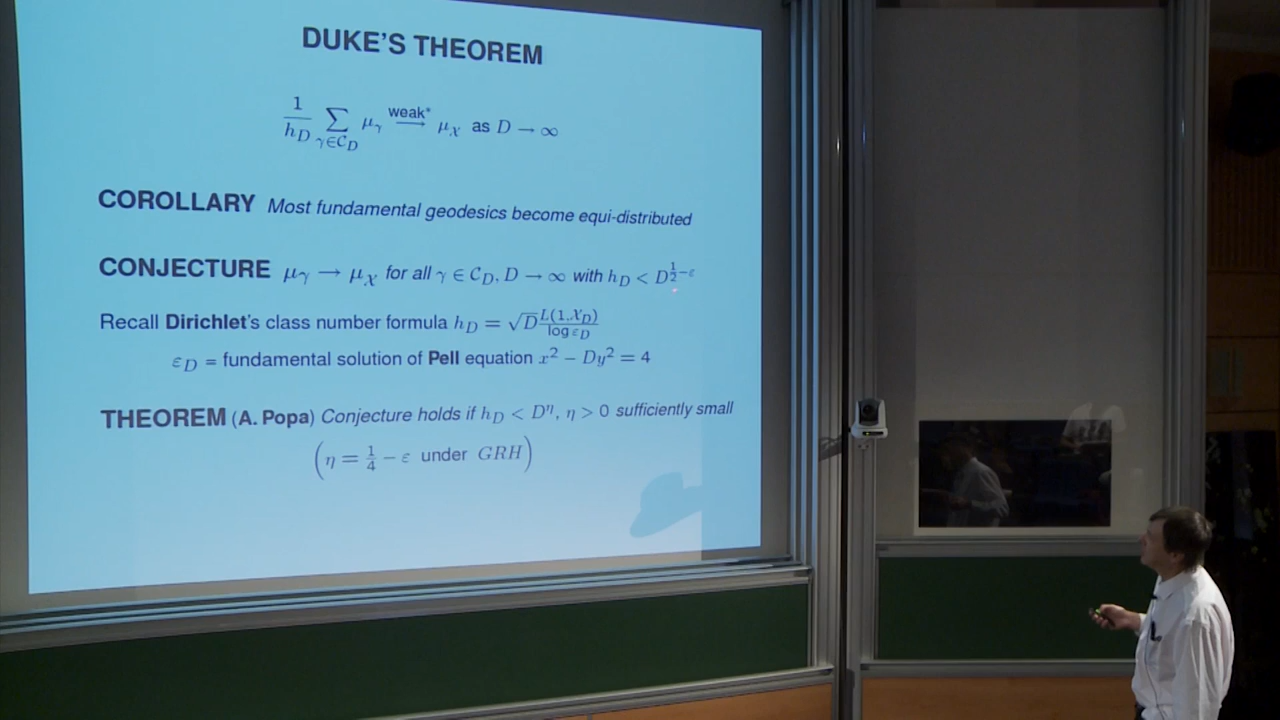 DUKE'S THEOREM
1/h_D ∑_{γ∈C_D} μ_γ →^{weak*} μ_X as D → ∞
COROLLARY Most fundamental geodesics become equi-distributed
CONJECTURE μ_γ → μ_X for all γ ∈ C_D, D → ∞ with h_D < D^{1/2−ε}
Recall Dirichlet's class number formula h_D = √D L(1,χ_D)/log ε_D
ε_D = fundamental solution of Pell equation x² − Dy² = 4
THEOREM (A. Popa) Conjecture holds if h_D < D^η, η > 0 sufficiently small
(η = 1/4 − ε under GRH)